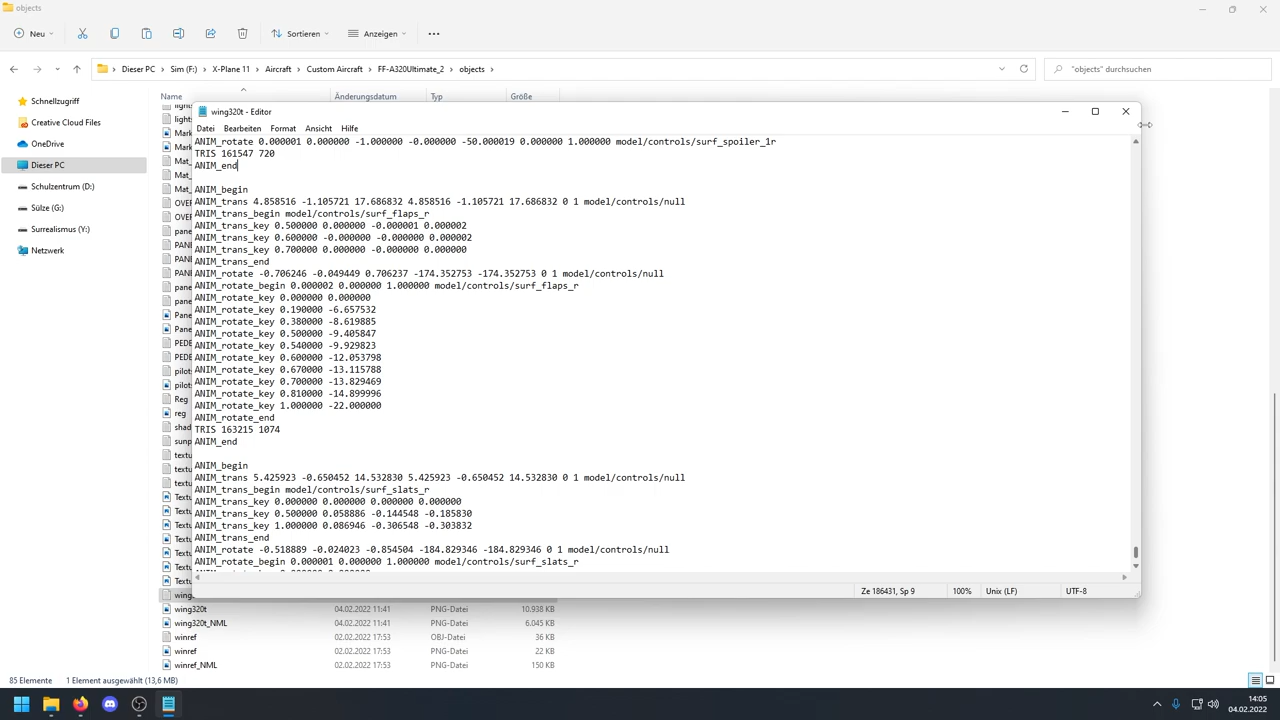 objects
Neu
Sortieren
Anzeigen
Dieser PC > Sim (F:) > X-Plane 11 > Aircraft > Custom Aircraft > FF-A320Ultimate_2 > objects >
"objects" durchsuchen
Name Änderungsdatum Typ Größe
Schnellzugriff
Creative Cloud Files
OneDrive
Dieser PC
Schulzentrum (D:)
Sülze (G:)
Surrealismus (Y:)
Netzwerk
wing320t - Editor
Datei Bearbeiten Format Ansicht Hilfe
ANIM_rotate 0.000001 0.000000 -1.000000 -0.000000 -50.000019 0.000000 1.000000 model/controls/surf_spoiler_1r
TRIS 161547 720
ANIM_end
ANIM_begin
ANIM_trans 4.858516 -1.105721 17.686832 4.858516 -1.105721 17.686832 0 1 model/controls/null
ANIM_trans_begin model/controls/surf_flaps_r
ANIM_trans_key 0.500000 0.000000 -0.000001 0.000002
ANIM_trans_key 0.600000 -0.000000 -0.000000 0.000002
ANIM_trans_key 0.700000 0.000000 -0.000000 0.000000
ANIM_trans_end
ANIM_rotate -0.706246 -0.049449 0.706237 -174.352753 -174.352753 0 1 model/controls/null
ANIM_rotate_begin 0.000002 0.000000 1.000000 model/controls/surf_flaps_r
ANIM_rotate_key 0.000000 0.000000
ANIM_rotate_key 0.190000 -6.657532
ANIM_rotate_key 0.380000 -8.619885
ANIM_rotate_key 0.500000 -9.405847
ANIM_rotate_key 0.540000 -9.929823
ANIM_rotate_key 0.600000 -12.053798
ANIM_rotate_key 0.670000 -13.115788
ANIM_rotate_key 0.700000 -13.829469
ANIM_rotate_key 0.810000 -14.899996
ANIM_rotate_key 1.000000 -22.000000
ANIM_rotate_end
TRIS 163215 1074
ANIM_end
ANIM_begin
ANIM_trans 5.425923 -0.650452 14.532830 5.425923 -0.650452 14.532830 0 1 model/controls/null
ANIM_trans_begin model/controls/surf_slats_r
ANIM_trans_key 0.000000 0.000000 0.000000 0.000000
ANIM_trans_key 0.500000 0.058886 -0.144548 -0.185830
ANIM_trans_key 1.000000 0.086946 -0.306548 -0.303832
ANIM_trans_end
ANIM_rotate -0.518889 -0.024023 -0.854504 -184.829346 -184.829346 0 1 model/controls/null
ANIM_rotate_begin 0.000001 0.000000 1.000000 model/controls/surf_slats_r
Ze 186431, Sp 9 100% Unix (LF) UTF-8
wing320t 04.02.2022 11:41 PNG-Datei 10.938 KB
wing320t_NML 04.02.2022 11:41 PNG-Datei 6.045 KB
winref 02.02.2022 17:53 OBJ-Datei 36 KB
winref 02.02.2022 17:53 PNG-Datei 22 KB
winref_NML 02.02.2022 17:53 PNG-Datei 150 KB
85 Elemente 1 Element ausgewählt (13,6 MB)
14:05
04.02.2022